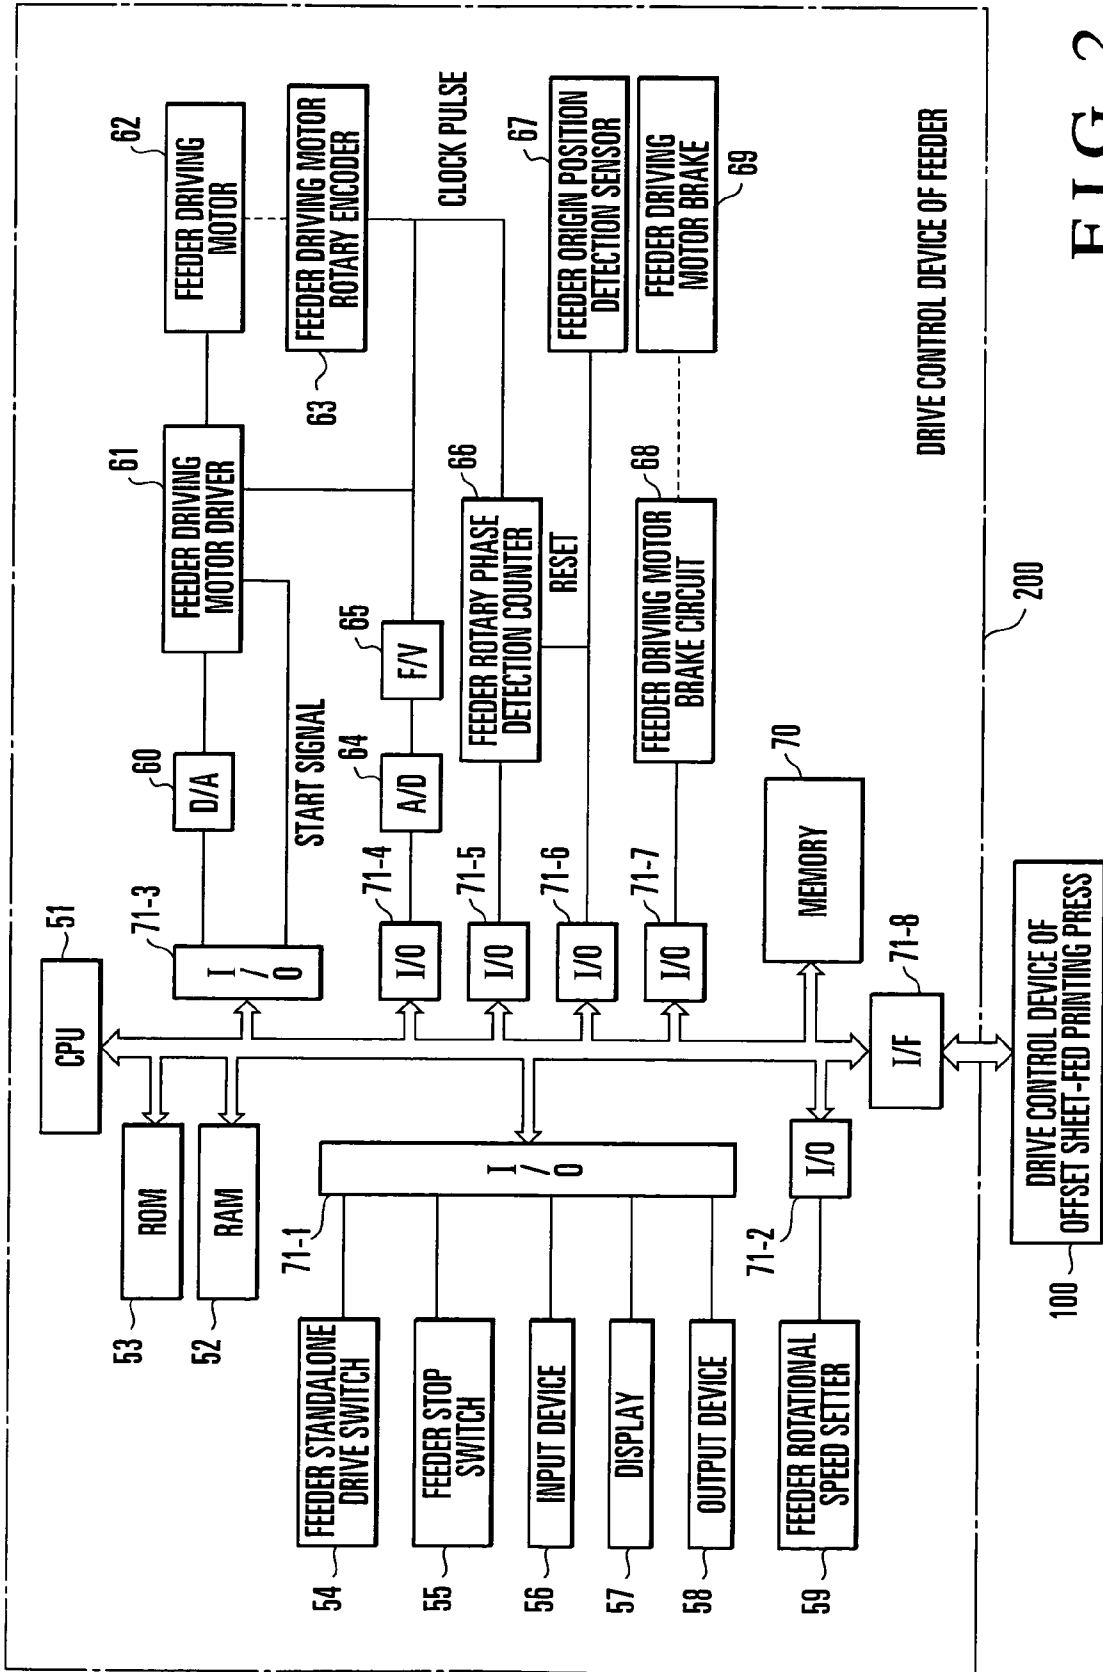 FIG. 2
CPU
51
ROM
53
RAM
52
I/O
71-1
FEEDER STANDALONE
DRIVE SWITCH
54
FEEDER STOP
SWITCH
55
INPUT DEVICE
56
DISPLAY
57
OUTPUT DEVICE
58
I/O
71-2
FEEDER ROTATIONAL
SPEED SETTER
59
I/O
71-3
D/A
60
START SIGNAL
FEEDER DRIVING
MOTOR DRIVER
61
FEEDER DRIVING
MOTOR
62
FEEDER DRIVING MOTOR
ROTARY ENCODER
63
I/O
71-4
A/D
64
F/V
65
CLOCK PULSE
I/O
71-5
FEEDER ROTARY PHASE
DETECTION COUNTER
66
RESET
I/O
71-6
FEEDER ORIGIN POSITION
DETECTION SENSOR
67
I/O
71-7
FEEDER DRIVING MOTOR
BRAKE CIRCUIT
68
FEEDER DRIVING
MOTOR BRAKE
69
MEMORY
70
I/F
71-8
DRIVE CONTROL DEVICE OF FEEDER
200
DRIVE CONTROL DEVICE OF
OFFSET SHEET-FED PRINTING PRESS
100